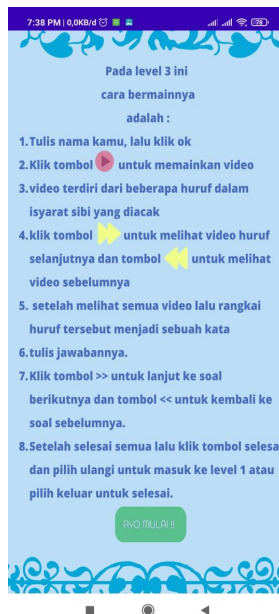 7:38 PM | 0,0KB/d
78
Pada level 3 ini
cara bermainnya
adalah :
1.Tulis nama kamu, lalu klik ok
2.Klik tombol untuk memainkan video
3.video terdiri dari beberapa huruf dalam
isyarat sibi yang diacak
4.klik tombol untuk melihat video huruf
selanjutnya dan tombol untuk melihat
video sebelumnya
5. setelah melihat semua video lalu rangkai
huruf tersebut menjadi sebuah kata
6.tulis jawabannya.
7.Klik tombol >> untuk lanjut ke soal
berikutnya dan tombol << untuk kembali ke
soal sebelumnya.
8.Setelah selesai semua lalu klik tombol selesa
dan pilih ulangi untuk masuk ke level 1 atau
pilih keluar untuk selesai.
AYO MULAI !!